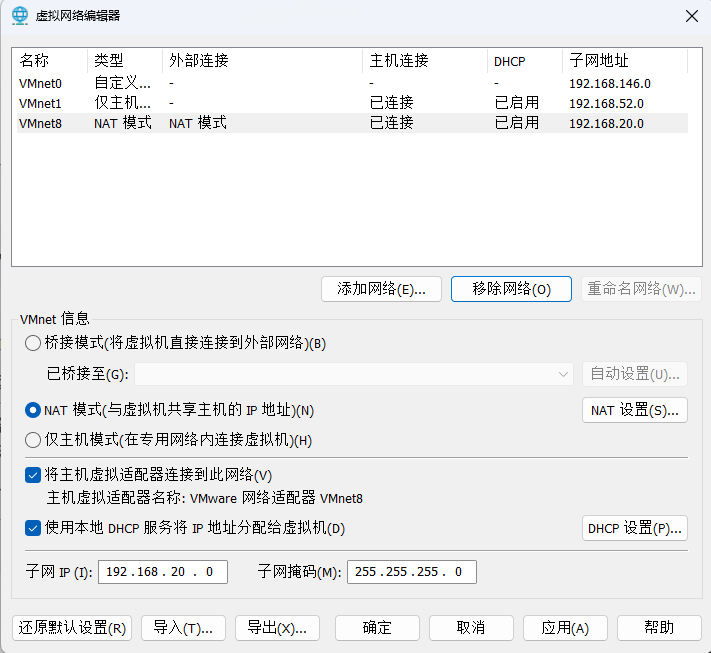 虚拟网络编辑器
名称 类型 外部连接 主机连接 DHCP 子网地址
VMnet0 自定义... - - - 192.168.146.0
VMnet1 仅主机... - 已连接 已启用 192.168.52.0
VMnet8 NAT 模式 NAT 模式 已连接 已启用 192.168.20.0
添加网络(E)... 移除网络(O) 重命名网络(W)...
VMnet 信息
桥接模式(将虚拟机直接连接到外部网络)(B)
已桥接至(G): 自动设置(U)...
NAT 模式(与虚拟机共享主机的 IP 地址)(N) NAT 设置(S)...
仅主机模式(在专用网络内连接虚拟机)(H)
将主机虚拟适配器连接到此网络(V)
主机虚拟适配器名称: VMware 网络适配器 VMnet8
使用本地 DHCP 服务将 IP 地址分配给虚拟机(D) DHCP 设置(P)...
子网 IP (I): 192.168. 20 . 0 子网掩码(M): 255.255.255. 0
还原默认设置(R) 导入(T)... 导出(X)... 确定 取消 应用(A) 帮助